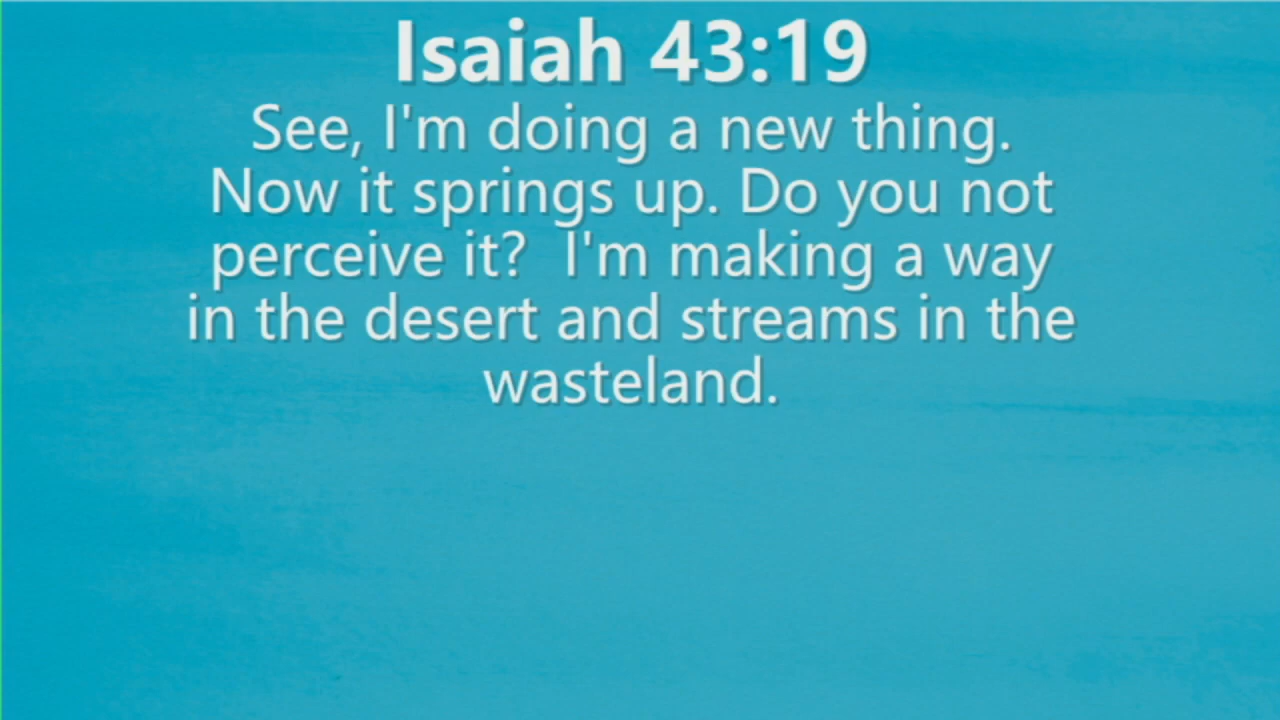 Isaiah 43:19
See, I'm doing a new thing.
Now it springs up. Do you not
perceive it?  I'm making a way
in the desert and streams in the
wasteland.